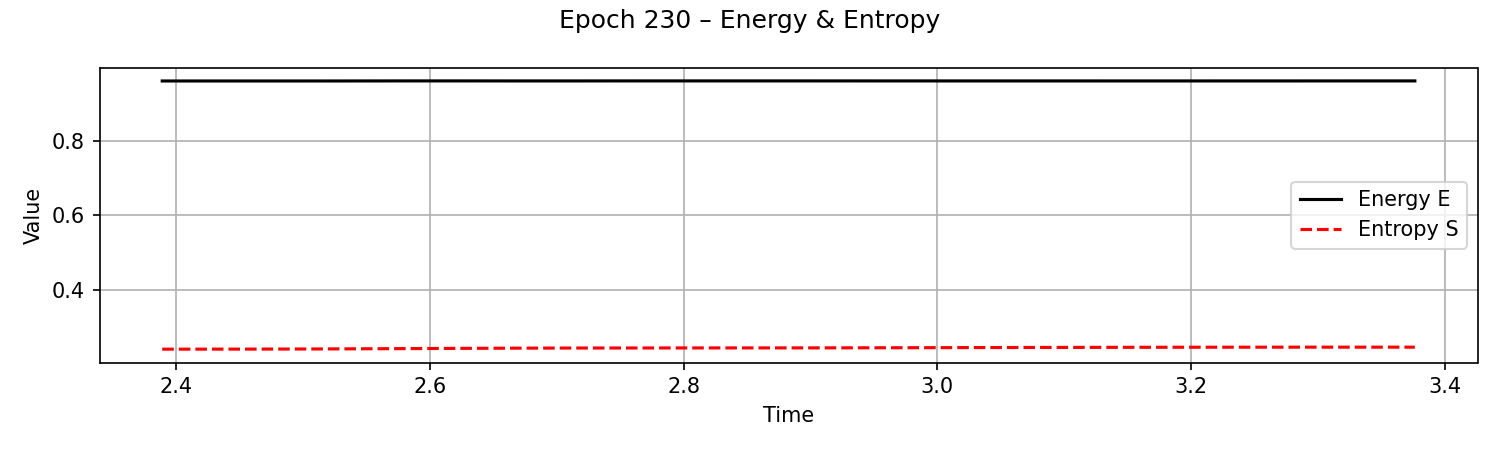 Epoch 230 – Energy & Entropy
Value
0.8
0.6
0.4
Energy E
Entropy S
2.4 2.6 2.8 3.0 3.2 3.4
Time